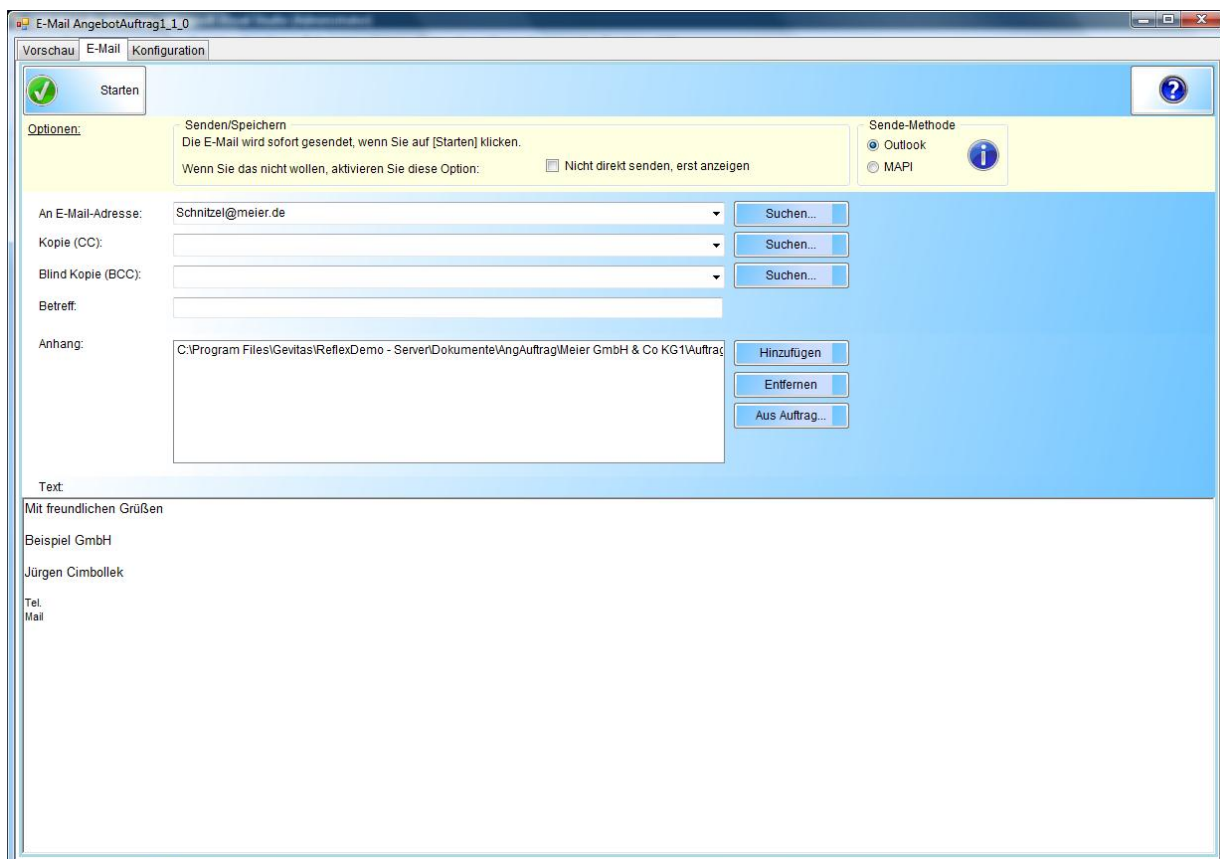 E-Mail AngebotAuftrag1_1_0
Vorschau E-Mail Konfiguration
Starten
Optionen:
Senden/Speichern
Die E-Mail wird sofort gesendet, wenn Sie auf [Starten] klicken.
Wenn Sie das nicht wollen, aktivieren Sie diese Option: Nicht direkt senden, erst anzeigen
Sende-Methode
Outlook
MAPI
An E-Mail-Adresse: Schnitzel@meier.de Suchen...
Kopie (CC): Suchen...
Blind Kopie (BCC): Suchen...
Betreff:
Anhang: C:\Program Files\Gevitas\ReflexDemo - Server\Dokumente\AngAuftrag\Meier GmbH & Co KG1\Auftrag
Hinzufügen
Entfernen
Aus Auftrag...
Text:
Mit freundlichen Grüßen
Beispiel GmbH
Jürgen Cimbollek
Tel.
Mail